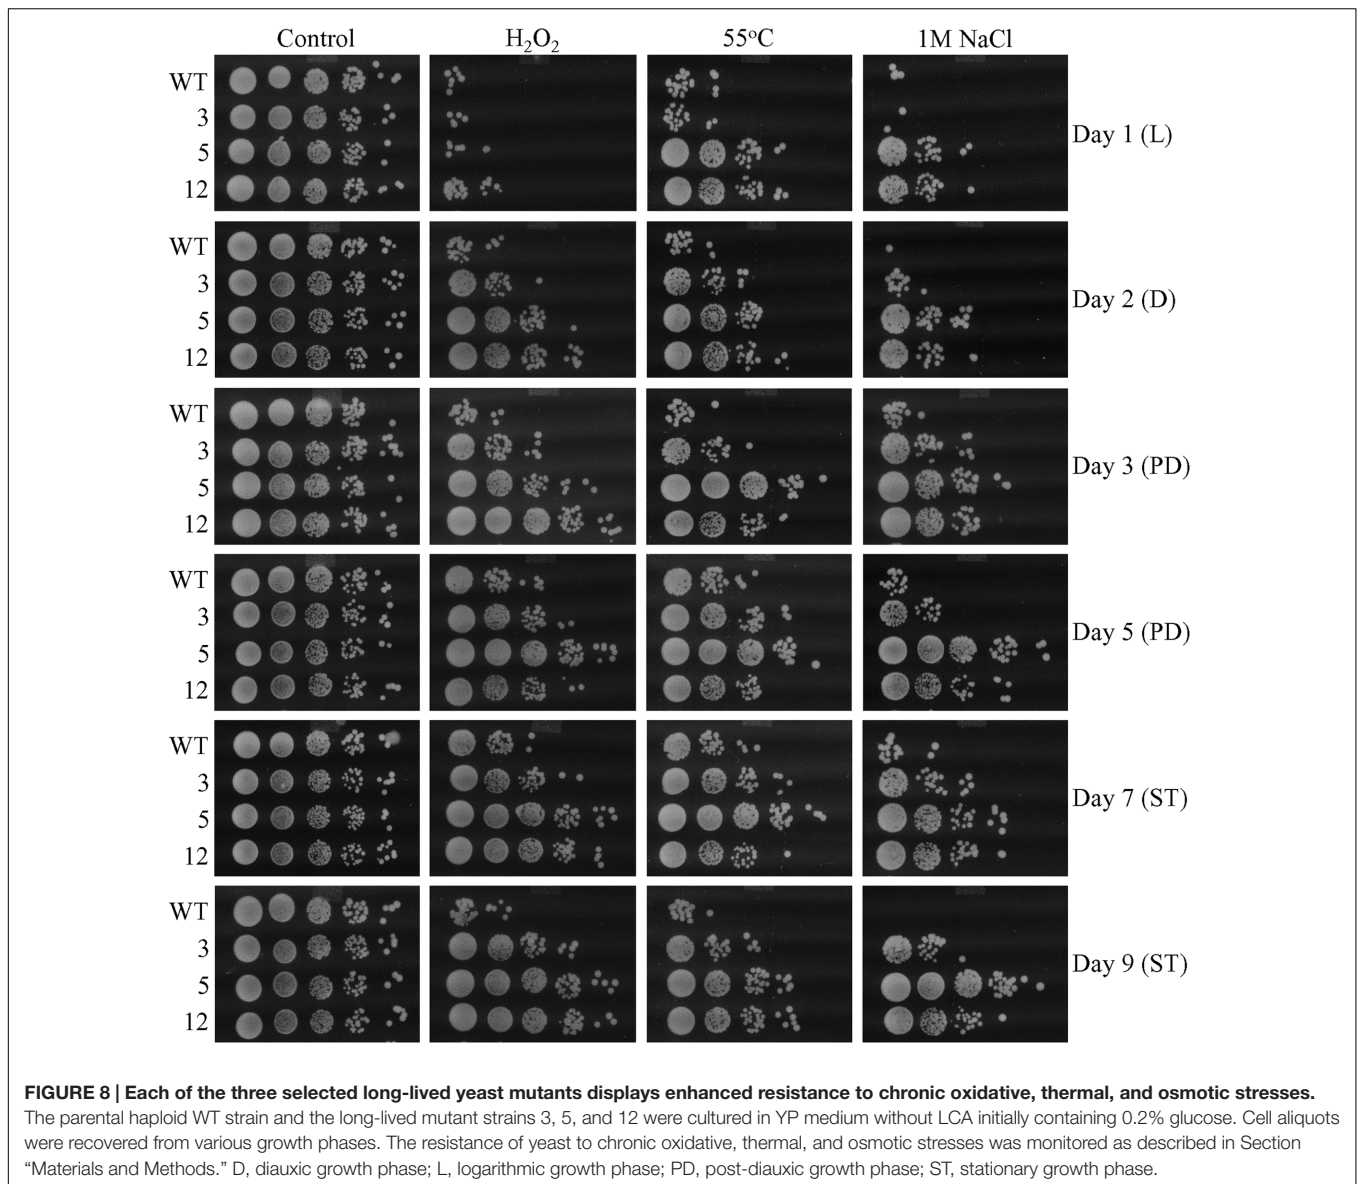 Control H₂O₂ 55°C 1M NaCl
WT
3
5
12
Day 1 (L)
WT
3
5
12
Day 2 (D)
WT
3
5
12
Day 3 (PD)
WT
3
5
12
Day 5 (PD)
WT
3
5
12
Day 7 (ST)
WT
3
5
12
Day 9 (ST)
FIGURE 8 | Each of the three selected long-lived yeast mutants displays enhanced resistance to chronic oxidative, thermal, and osmotic stresses.
The parental haploid WT strain and the long-lived mutant strains 3, 5, and 12 were cultured in YP medium without LCA initially containing 0.2% glucose. Cell aliquots
were recovered from various growth phases. The resistance of yeast to chronic oxidative, thermal, and osmotic stresses was monitored as described in Section
“Materials and Methods.” D, diauxic growth phase; L, logarithmic growth phase; PD, post-diauxic growth phase; ST, stationary growth phase.